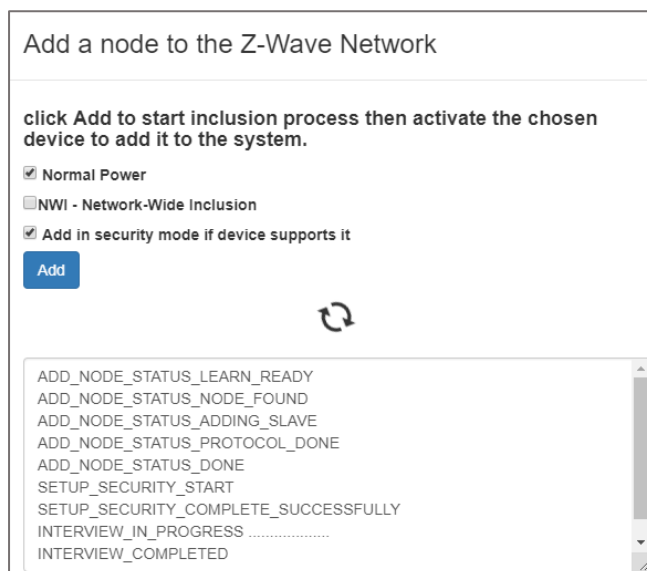 Add a node to the Z-Wave Network
click Add to start inclusion process then activate the chosen
device to add it to the system.
Normal Power
NWI - Network-Wide Inclusion
Add in security mode if device supports it
Add
ADD_NODE_STATUS_LEARN_READY
ADD_NODE_STATUS_NODE_FOUND
ADD_NODE_STATUS_ADDING_SLAVE
ADD_NODE_STATUS_PROTOCOL_DONE
ADD_NODE_STATUS_DONE
SETUP_SECURITY_START
SETUP_SECURITY_COMPLETE_SUCCESSFULLY
INTERVIEW_IN_PROGRESS ...................
INTERVIEW_COMPLETED